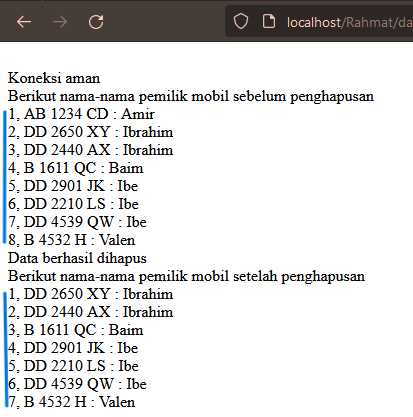 localhost/Rahmat/da
Koneksi aman
Berikut nama-nama pemilik mobil sebelum penghapusan
1, AB 1234 CD : Amir
2, DD 2650 XY : Ibrahim
3, DD 2440 AX : Ibrahim
4, B 1611 QC : Baim
5, DD 2901 JK : Ibe
6, DD 2210 LS : Ibe
7, DD 4539 QW : Ibe
8, B 4532 H : Valen
Data berhasil dihapus
Berikut nama-nama pemilik mobil setelah penghapusan
1, DD 2650 XY : Ibrahim
2, DD 2440 AX : Ibrahim
3, B 1611 QC : Baim
4, DD 2901 JK : Ibe
5, DD 2210 LS : Ibe
6, DD 4539 QW : Ibe
7, B 4532 H : Valen